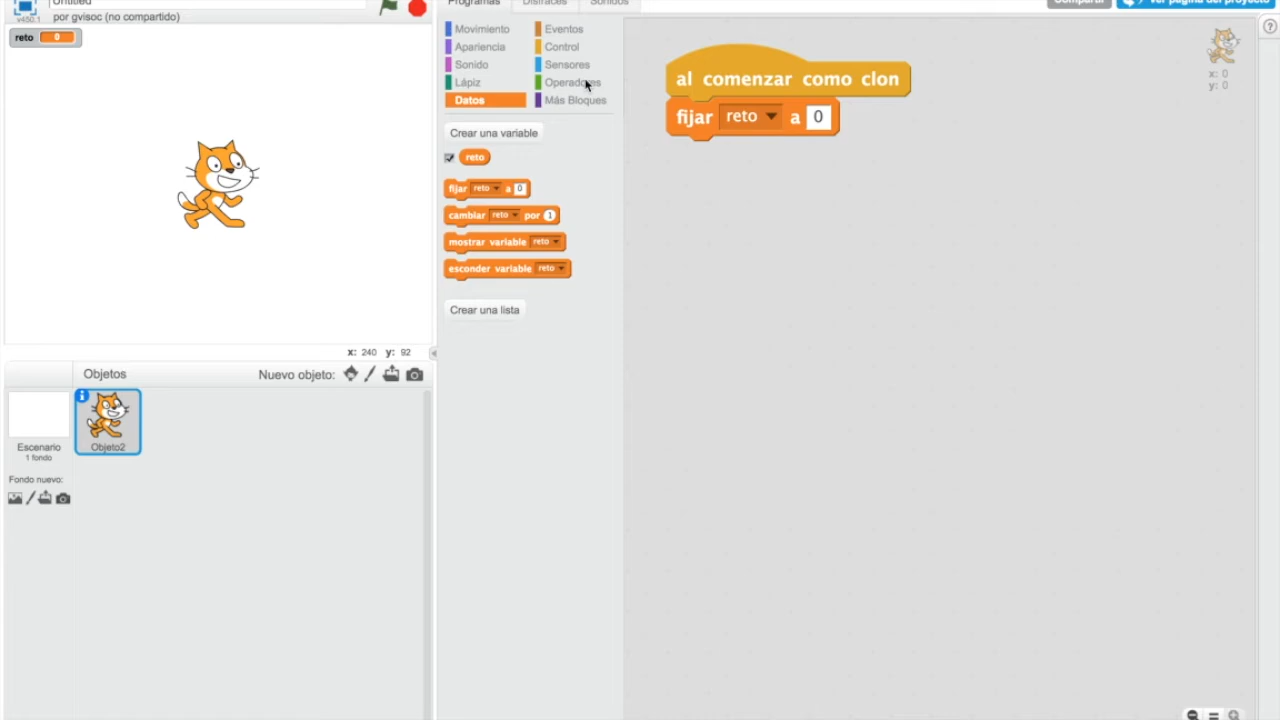 Untitled
v450.1
por gvisoc (no compartido)
reto 0
x: 240 y: 92
Objetos
Nuevo objeto:
Escenario
1 fondo
Fondo nuevo:
Objeto2
Programas
Disfraces
Sonidos
Movimiento
Apariencia
Sonido
Lápiz
Datos
Eventos
Control
Sensores
Operadores
Más Bloques
Crear una variable
reto
fijar reto a 0
cambiar reto por 1
mostrar variable reto
esconder variable reto
Crear una lista
Compartir
Ver página del proyecto
al comenzar como clon
fijar reto a 0
x: 0
y: 0